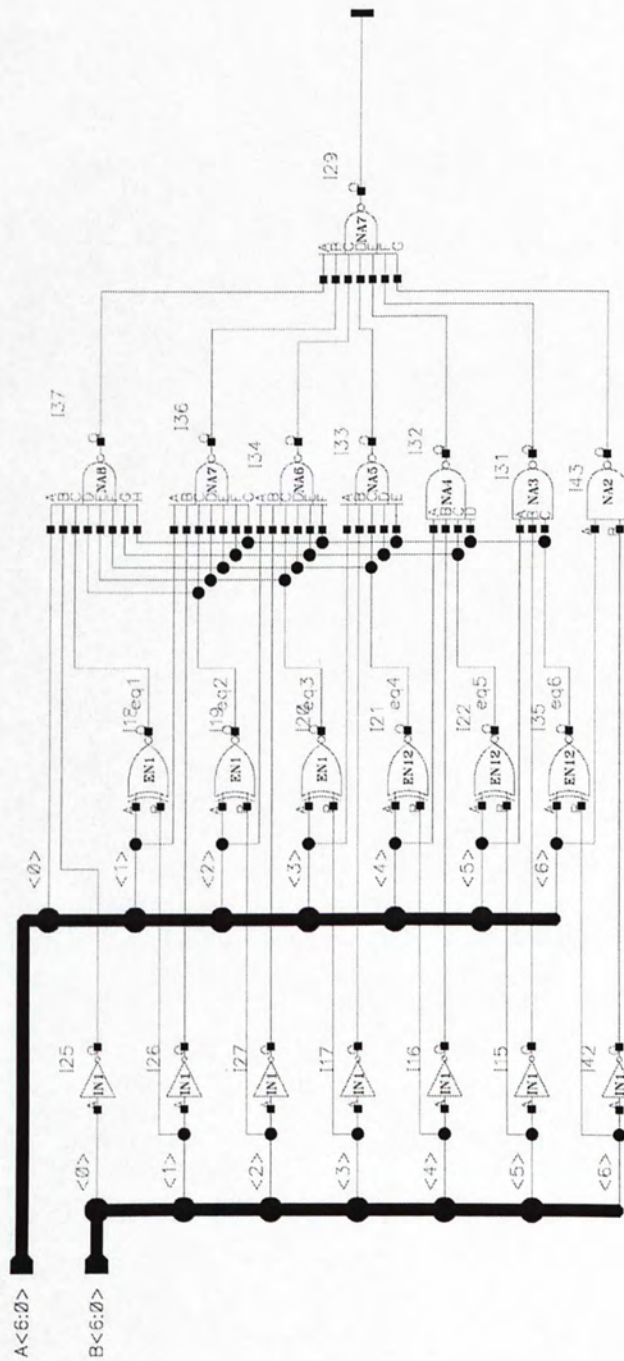 A<6:0>
B<6:0>
<0>
I25
A
O
IN1
<1>
I26
A
O
IN1
<2>
I27
A
O
IN1
<3>
I17
A
O
IN1
<4>
I16
A
O
IN1
<5>
I15
A
O
IN1
<6>
I42
A
O
IN1
<0>
<1>
I18
eq1
A
B
O
EN1
<2>
I19
eq2
A
B
O
EN1
<3>
eq3
A
B
O
EN1
<4>
I21
eq4
A
B
O
EN12
<5>
I22
eq5
A
B
O
EN12
<6>
I35
eq6
A
B
O
EN12
I37
A
B
C
D
E
F
G
H
NA8
O
I36
A
B
C
D
E
F
G
NA7
O
I34
A
B
C
D
E
F
NA6
O
I33
A
B
C
D
E
NA5
O
I32
A
B
C
D
NA4
O
I31
A
B
C
NA3
O
I43
A
B
NA2
O
I29
A
B
C
D
E
F
G
NA7
O